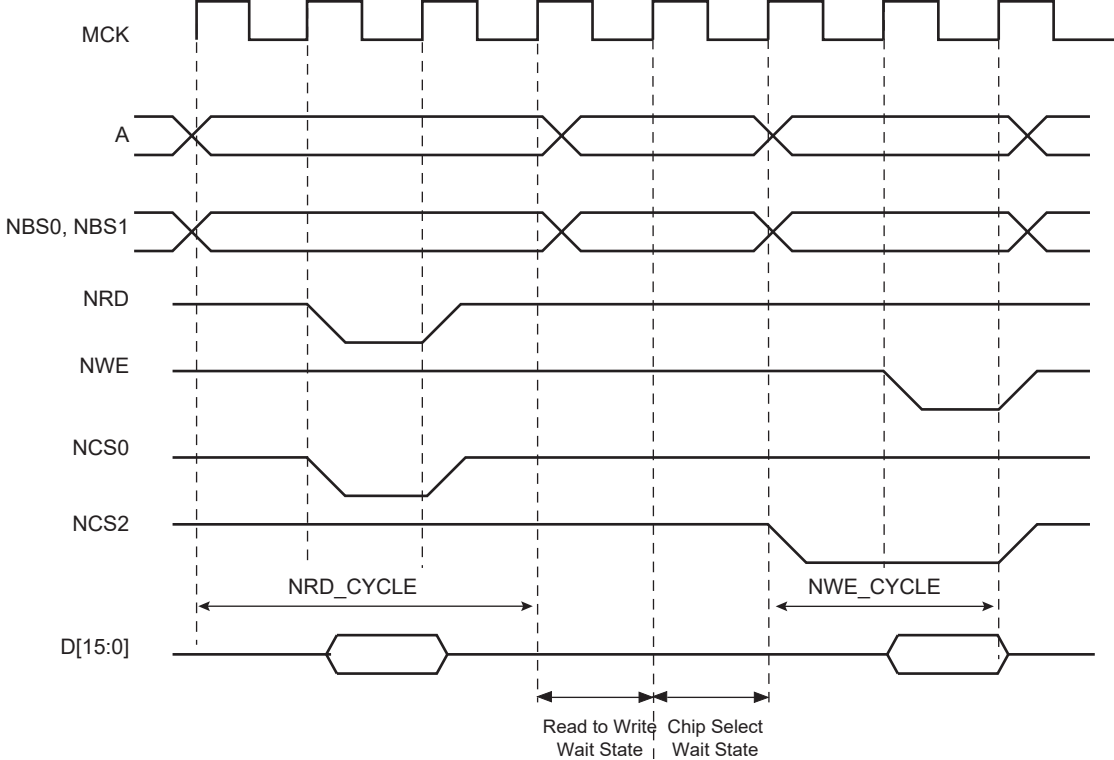 MCK
A
NBS0, NBS1
NRD
NWE
NCS0
NCS2
NRD_CYCLE NWE_CYCLE
D[15:0]
Read to Write Chip Select
Wait State Wait State